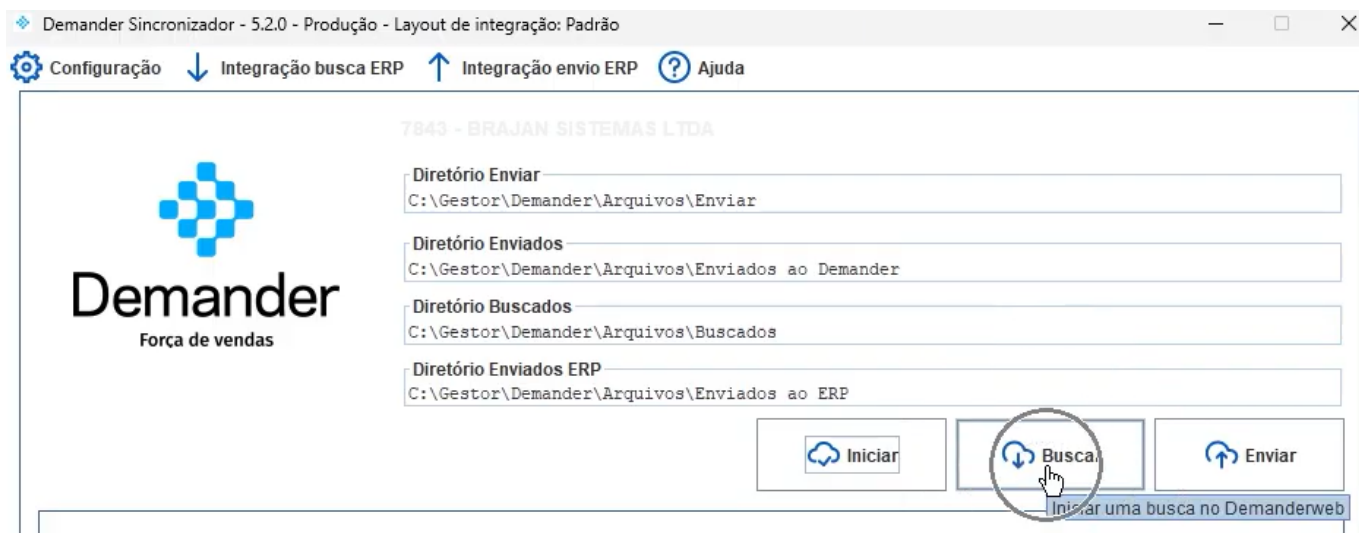 Demander Sincronizador - 5.2.0 - Produção - Layout de integração: Padrão
Configuração Integração busca ERP Integração envio ERP Ajuda
7843 - BRAJAN SISTEMAS LTDA
Demander
Força de vendas
Diretório Enviar
C:\Gestor\Demander\Arquivos\Enviar
Diretório Enviados
C:\Gestor\Demander\Arquivos\Enviados ao Demander
Diretório Buscados
C:\Gestor\Demander\Arquivos\Buscados
Diretório Enviados ERP
C:\Gestor\Demander\Arquivos\Enviados ao ERP
Iniciar Buscar Enviar
Iniciar uma busca no Demanderweb